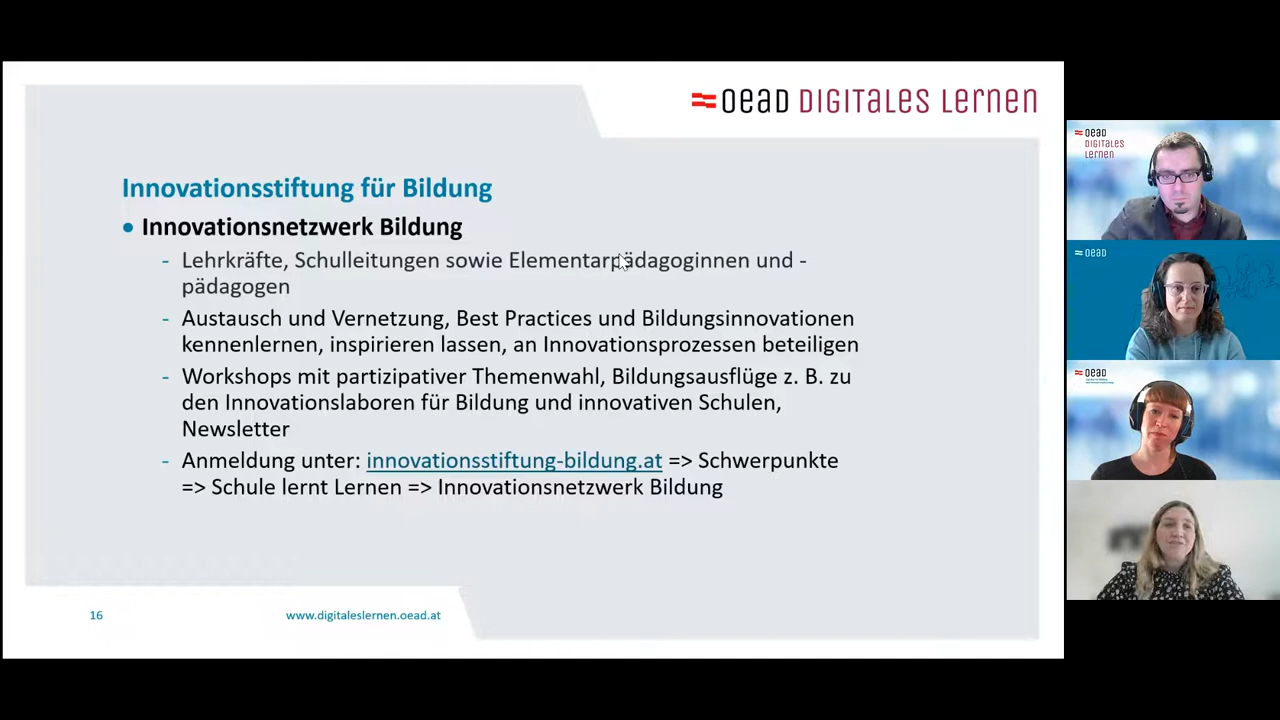 OEAD DIGITALES LERNEN
Innovationsstiftung für Bildung
• Innovationsnetzwerk Bildung
- Lehrkräfte, Schulleitungen sowie Elementarpädagoginnen und -
pädagogen
- Austausch und Vernetzung, Best Practices und Bildungsinnovationen
kennenlernen, inspirieren lassen, an Innovationsprozessen beteiligen
- Workshops mit partizipativer Themenwahl, Bildungsausflüge z. B. zu
den Innovationslaboren für Bildung und innovativen Schulen,
Newsletter
- Anmeldung unter: innovationsstiftung-bildung.at => Schwerpunkte
=> Schule lernt Lernen => Innovationsnetzwerk Bildung
16
www.digitaleslernen.oead.at
OEAD
DIGITALES
LERNEN
OEAD
OEAD